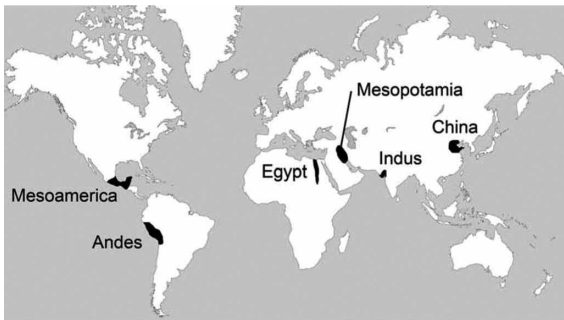 Mesopotamia
China
Indus
Egypt
Mesoamerica
Andes